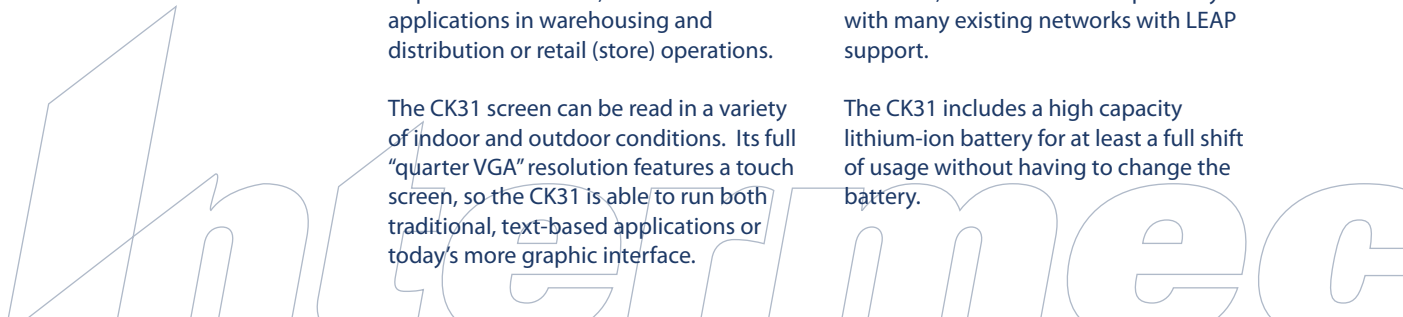 applications in warehousing and
distribution or retail (store) operations.
The CK31 screen can be read in a variety
of indoor and outdoor conditions.  Its full
“quarter VGA” resolution features a touch
screen, so the CK31 is able to run both
traditional, text-based applications or
today’s more graphic interface.
with many existing networks with LEAP
support.
The CK31 includes a high capacity
lithium-ion battery for at least a full shift
of usage without having to change the
battery.
Intermec